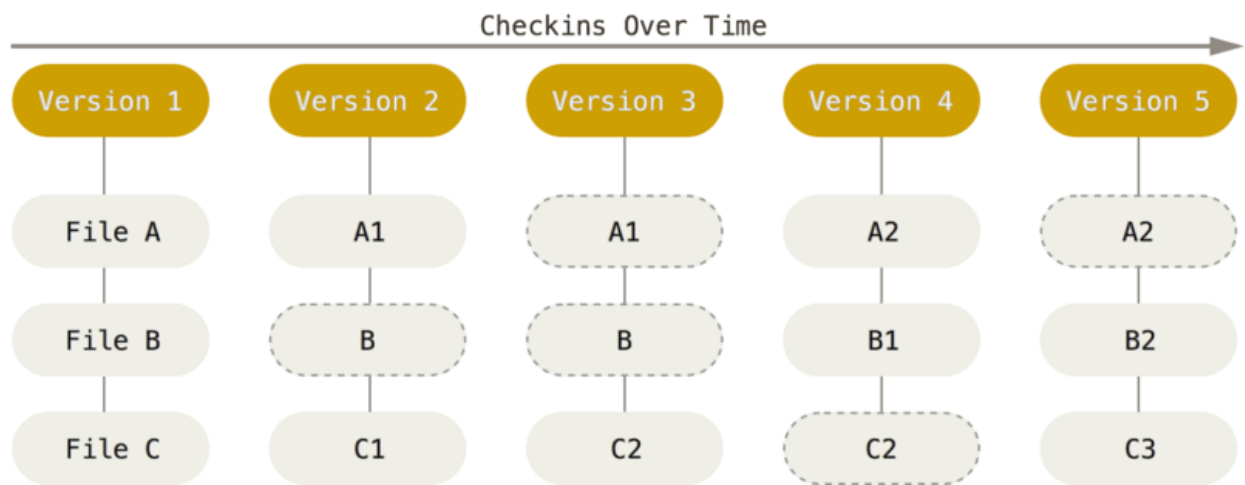 Checkins Over Time
Version 1 Version 2 Version 3 Version 4 Version 5
File A A1 A1 A2 A2
File B B B B1 B2
File C C1 C2 C2 C3